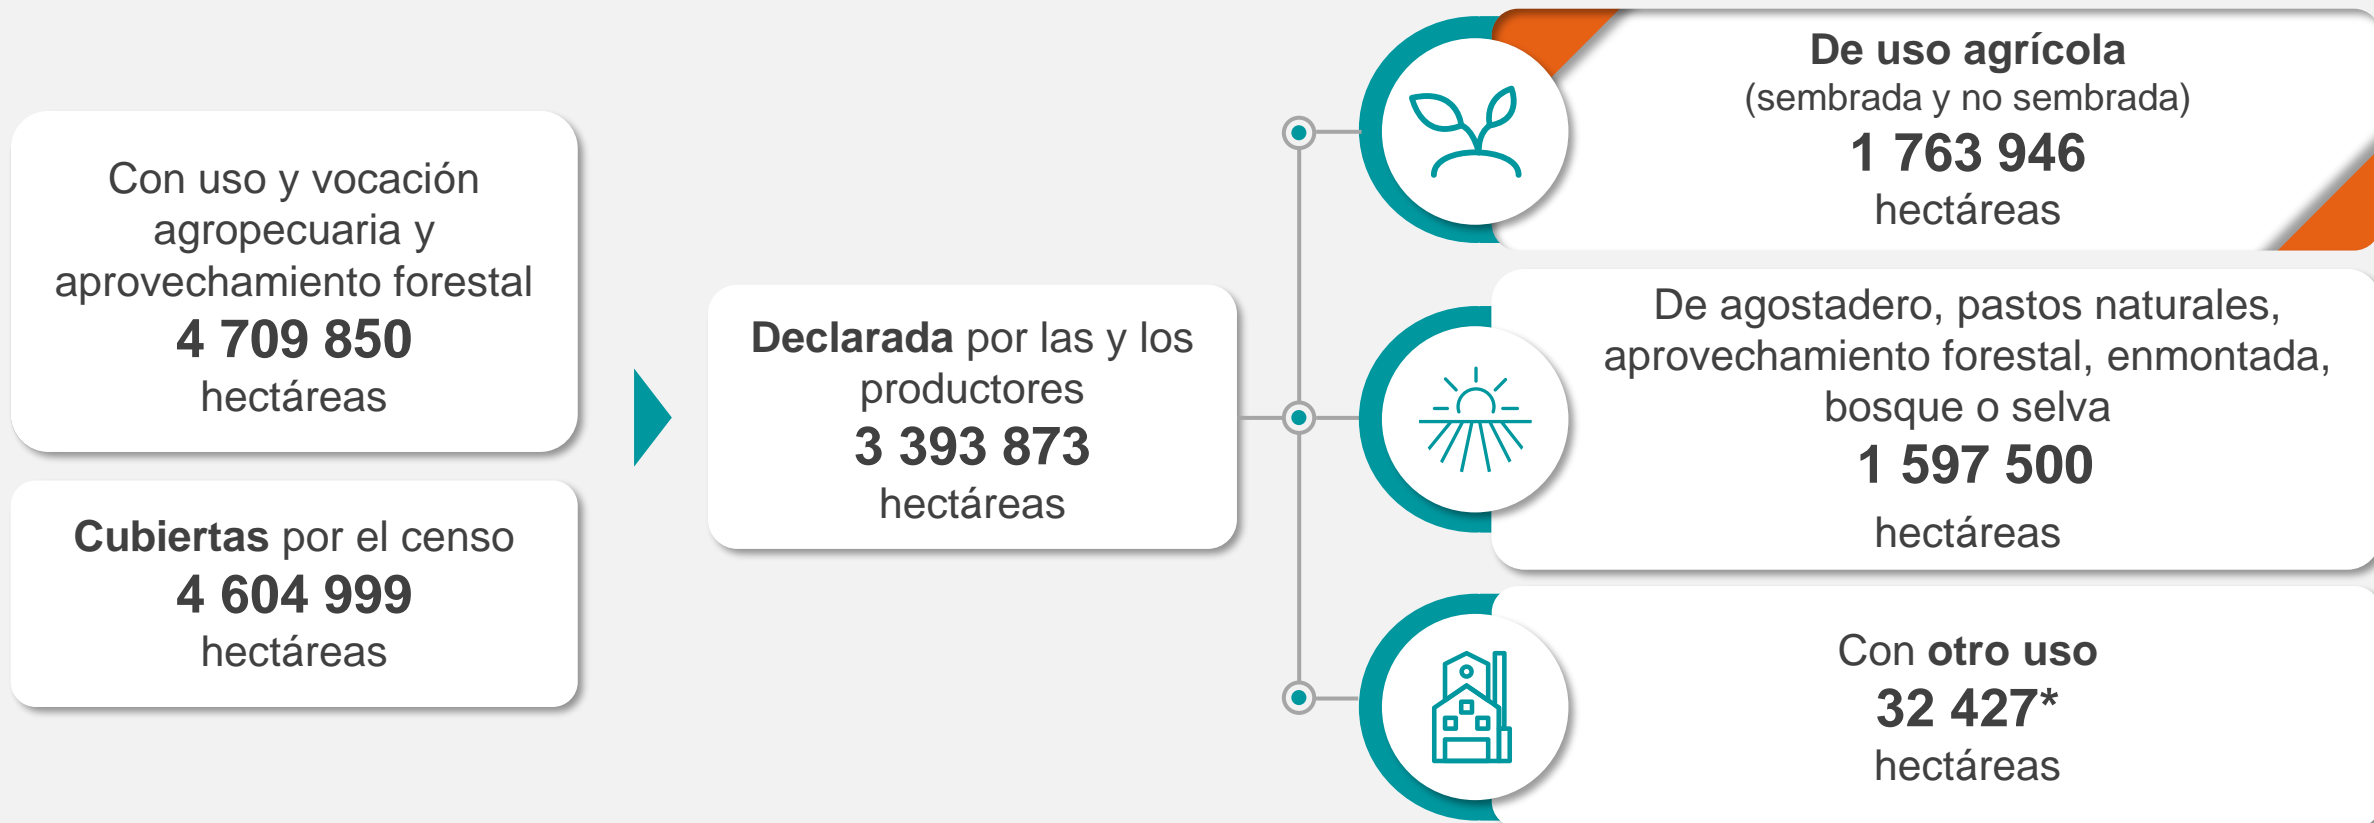 Con uso y vocación
agropecuaria y
aprovechamiento forestal
4 709 850
hectáreas
Cubiertas por el censo
4 604 999
hectáreas
Declarada por las y los
productores
3 393 873
hectáreas
De uso agrícola
(sembrada y no sembrada)
1 763 946
hectáreas
De agostadero, pastos naturales,
aprovechamiento forestal, enmontada,
bosque o selva
1 597 500
hectáreas
Con otro uso
32 427*
hectáreas